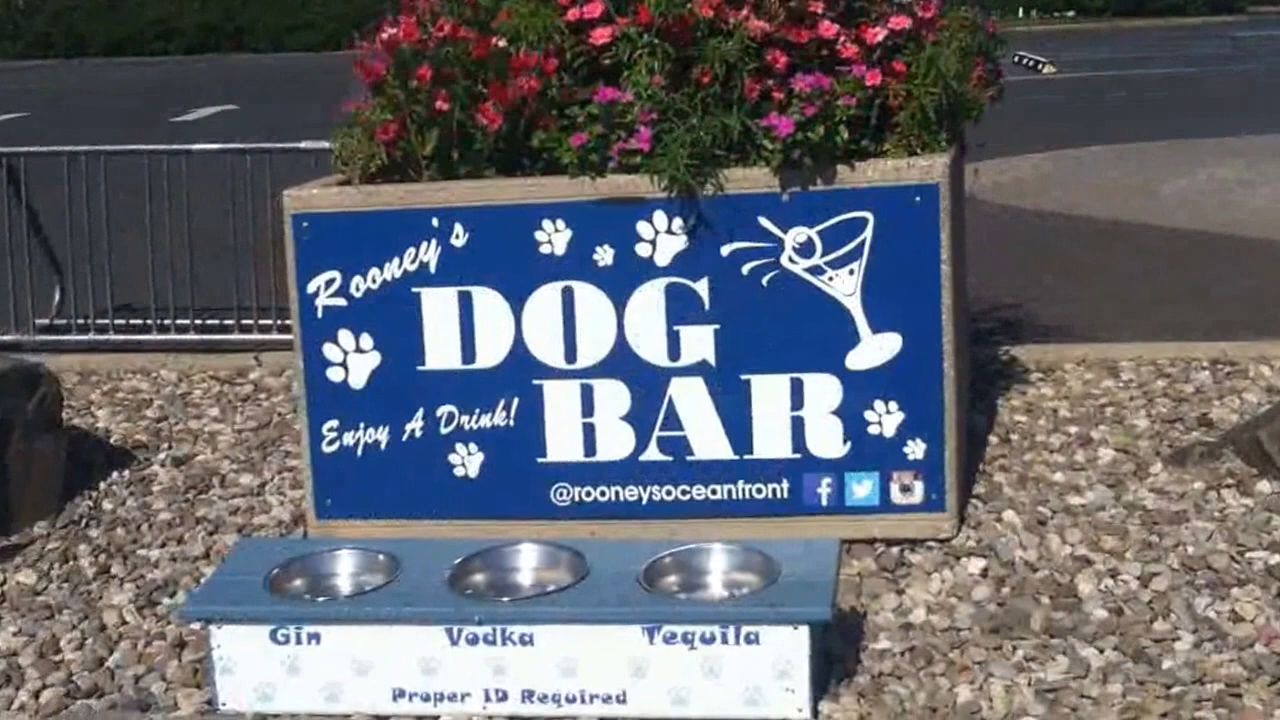 Rooney's
DOG
Enjoy A Drink!
BAR
@rooneysoceanfront
Gin Vodka Tequila
Proper ID Required